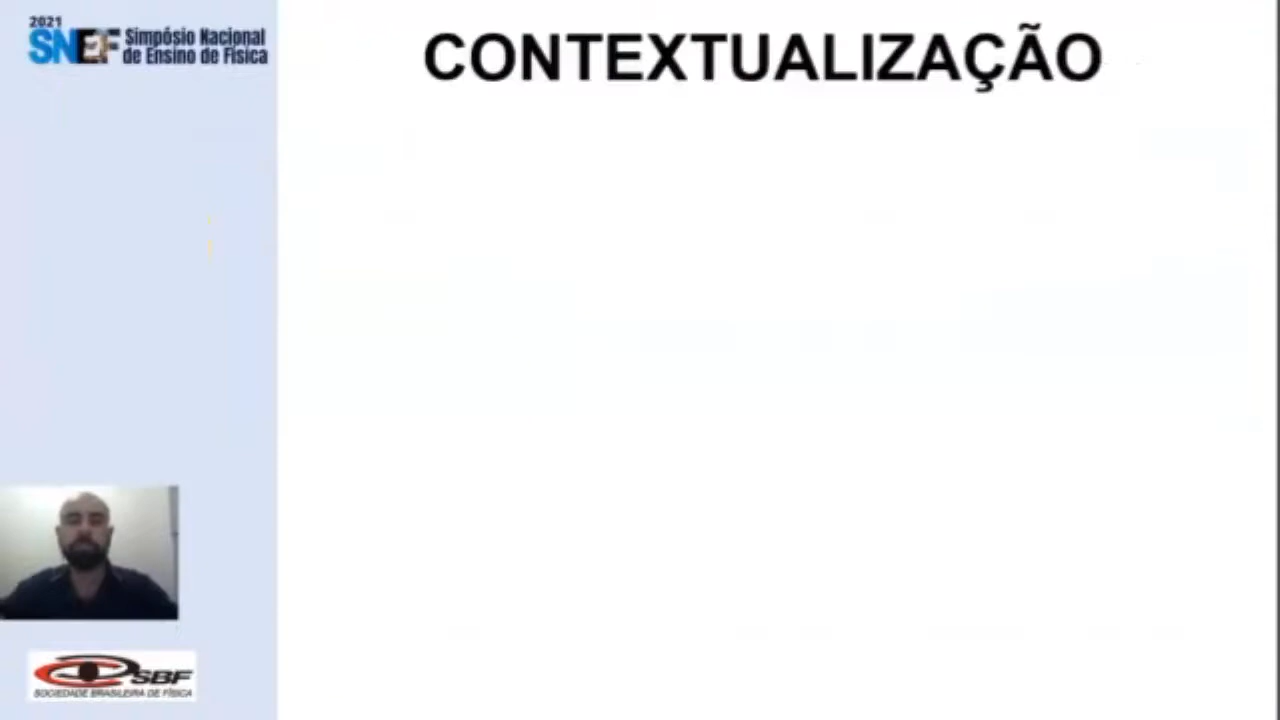 2021
SNEF Simpósio Nacional
de Ensino de Física
CONTEXTUALIZAÇÃO
SBF
SOCIEDADE BRASILEIRA DE FÍSICA